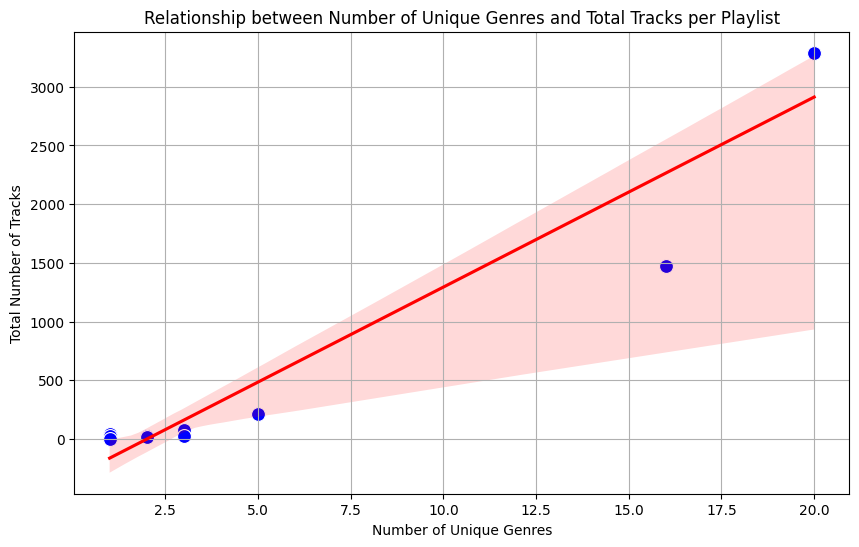 Relationship between Number of Unique Genres and Total Tracks per Playlist
Total Number of Tracks
3000
2500
2000
1500
1000
500
0
2.5 5.0 7.5 10.0 12.5 15.0 17.5 20.0
Number of Unique Genres